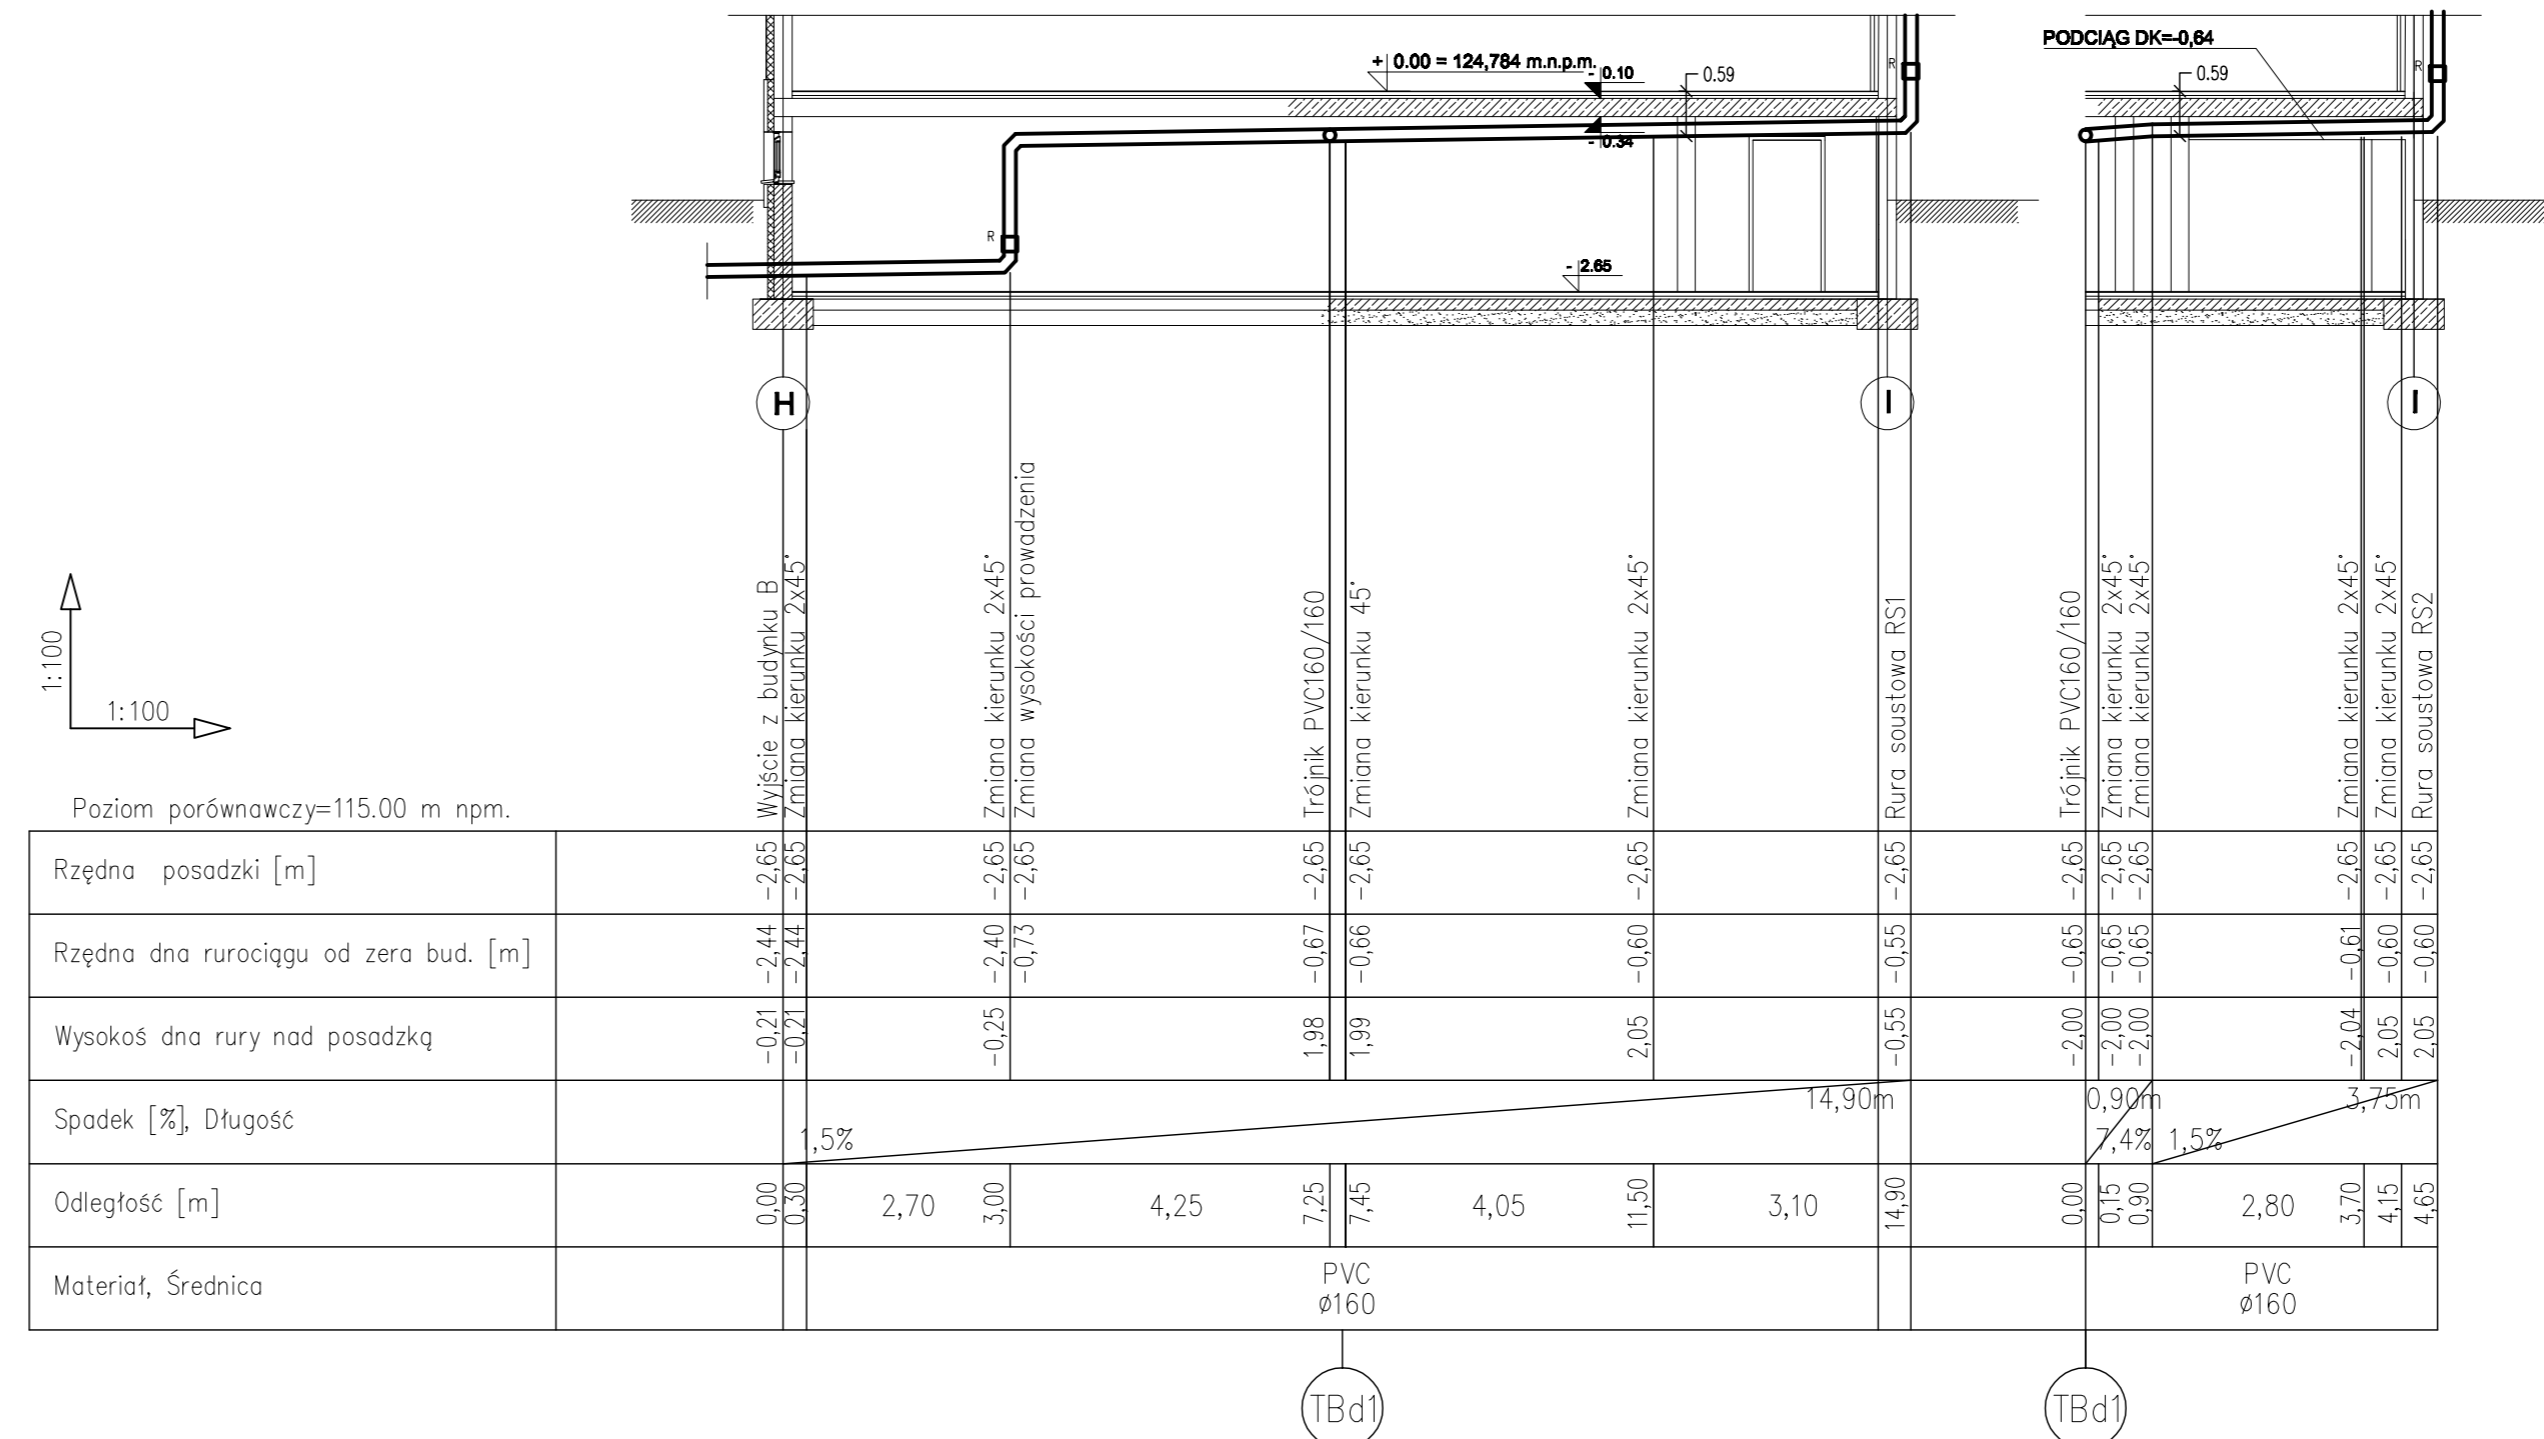 PODCIĄG DK=-0,64
+ 0.00 = 124,784 m.n.p.m.
- 0.10
0.59
R
0.59
R
- 0.34
R
- 2.65
H
I
I
1:100
1:100
Wyjście z budynku B
Zmiana kierunku 2x45°
Zmiana kierunku 2x45°
Zmiana wysokości prowadzenia
Trójnik PVC160/160
Zmiana kierunku 45°
Zmiana kierunku 2x45°
Rura soustowa RS1
Trójnik PVC160/160
Zmiana kierunku 2x45°
Zmiana kierunku 2x45°
Zmiana kierunku 2x45°
Zmiana kierunku 2x45°
Rura soustowa RS2
Poziom porównawczy=115.00 m npm.
Rzędna posadzki [m] -2,65 -2,65 -2,65 -2,65 -2,65 -2,65 -2,65 -2,65 -2,65 -2,65 -2,65 -2,65 -2,65 -2,65
Rzędna dna rurociągu od zera bud. [m] -2,44 -2,44 -2,40 -0,73 -0,67 -0,66 -0,60 -0,55 -0,65 -0,65 -0,65 -0,61 -0,60 -0,60
Wysokoś dna rury nad posadzką -0,21 -0,21 -0,25 1,98 1,99 2,05 -0,55 -2,00 -2,00 -2,00 -2,04 2,05 2,05
Spadek [%], Długość 1,5% 14,90m 0,90m 7,4% 1,5% 3,75m
Odległość [m] 0,00 0,30 2,70 3,00 4,25 7,25 7,45 4,05 11,50 3,10 14,90 0,00 0,15 0,90 2,80 3,70 4,15 4,65
Materiał, Średnica
PVC
ø160
PVC
ø160
TBd1
TBd1